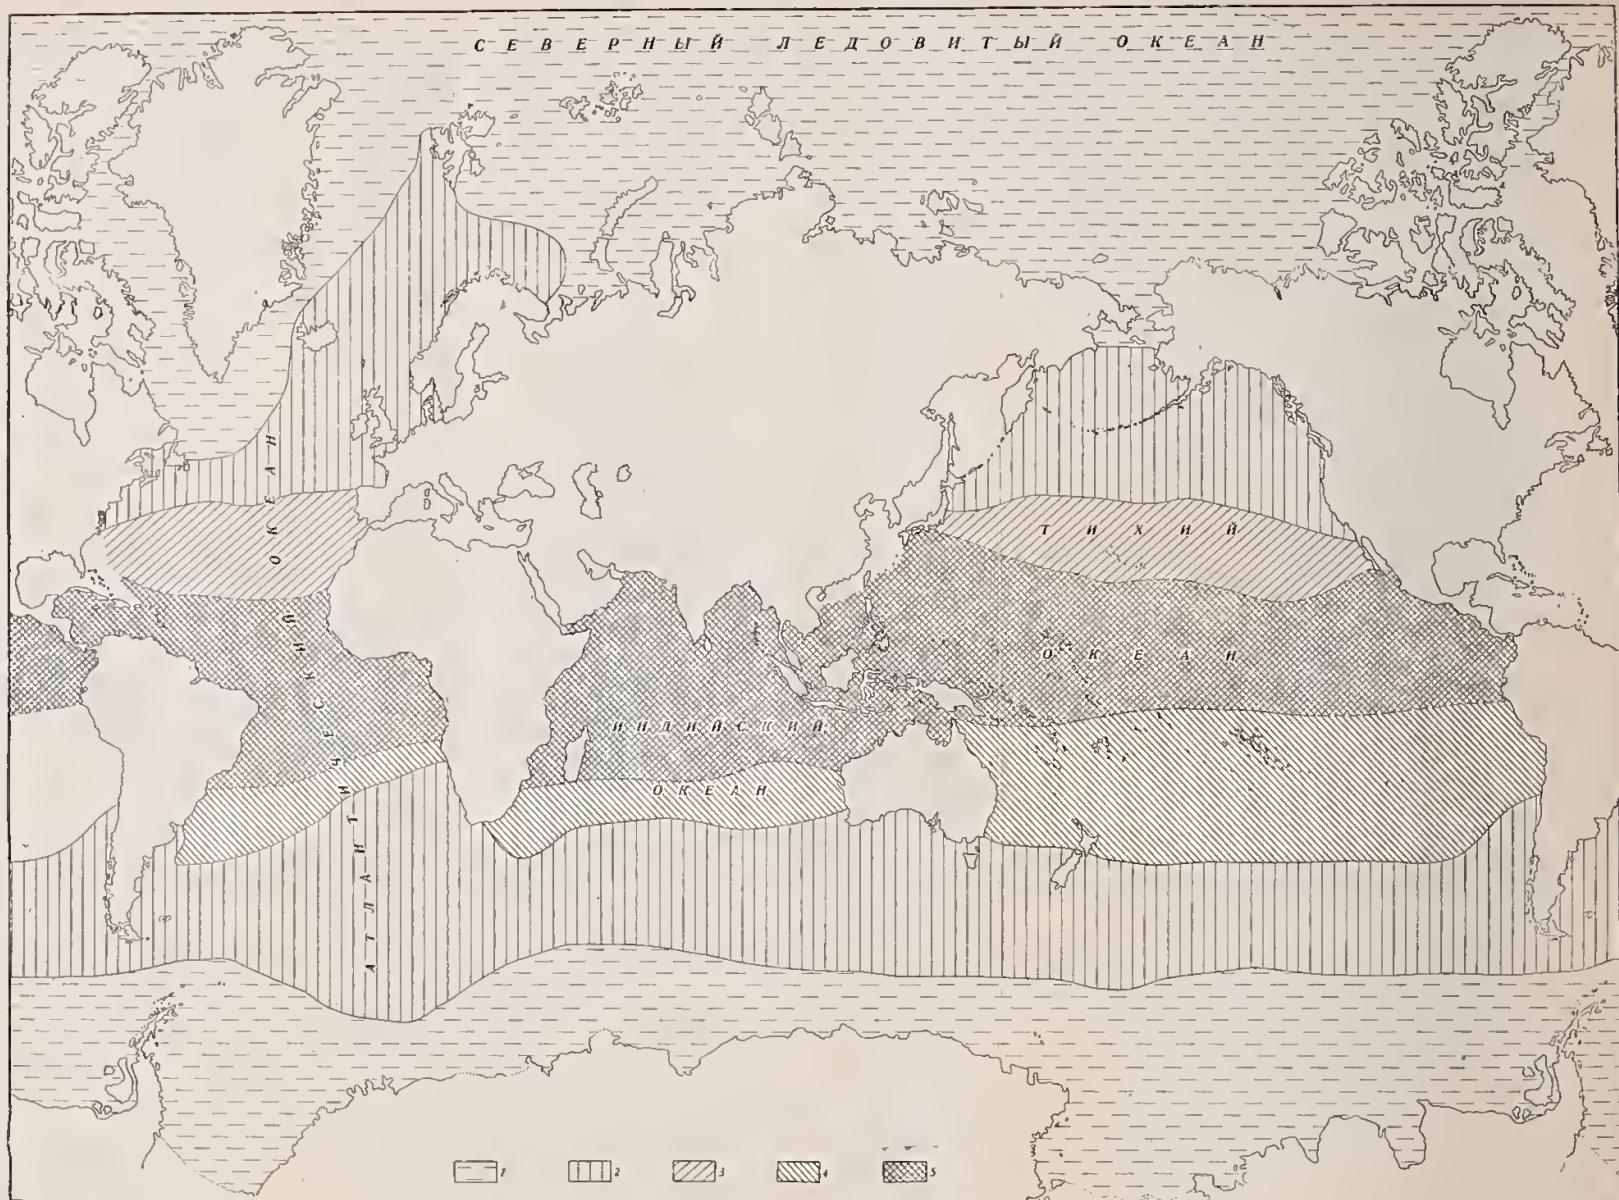 СЕВЕРНЫЙ ЛЕДОВИТЫЙ ОКЕАН
АТЛАНТИЧЕСКИЙ ОКЕАН
ТИХИЙ
ОКЕАН
ИНДИЙСКИЙ
ОКЕАН
1 2 3 4 5